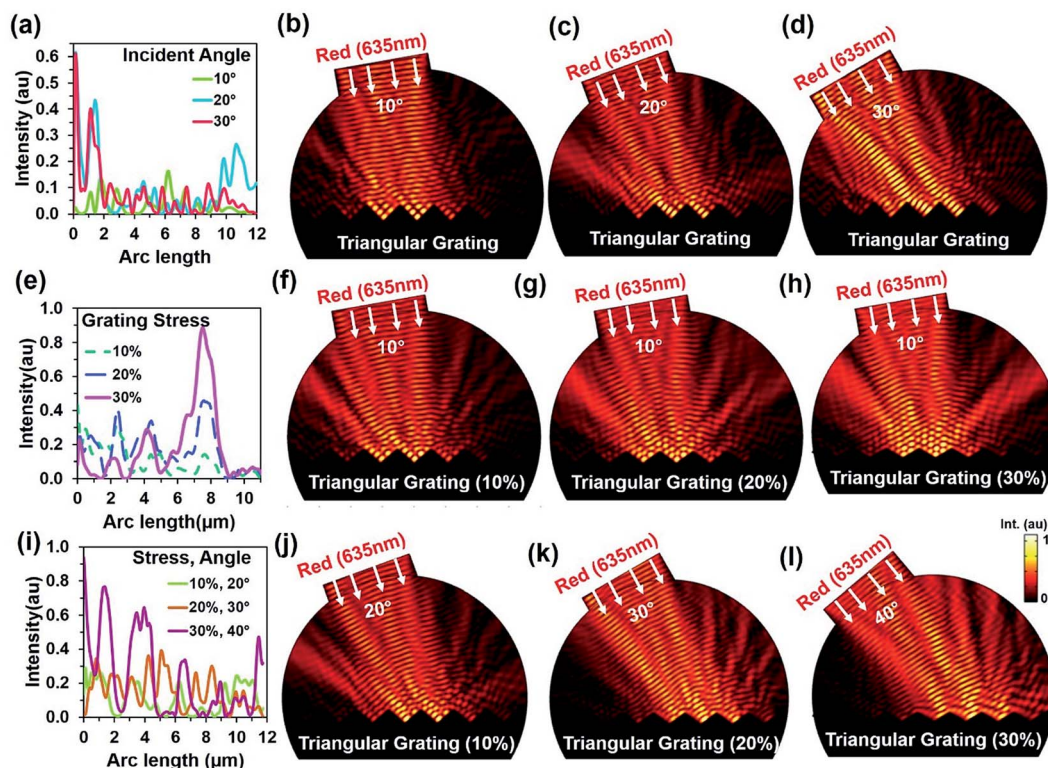 (a)
0.6
0.5
0.4
0.3
0.2
0.1
0.0
Intensity (au)
Incident Angle
10°
20°
30°
0 2 4 6 8 10 12
Arc length
(b)
Red (635nm)
10°
Triangular Grating
(c)
Red (635nm)
20°
Triangular Grating
(d)
Red (635nm)
30°
Triangular Grating
(e)
1.0
0.8
0.6
0.4
0.2
0.0
Intensity(au)
Grating Stress
10%
20%
30%
0 2 4 6 8 10
Arc length(µm)
(f)
Red (635nm)
10°
Triangular Grating (10%)
(g)
Red (635nm)
10°
Triangular Grating (20%)
(h)
Red (635nm)
10°
Triangular Grating (30%)
(i)
1.0
0.8
0.6
0.4
0.2
0.0
Intensity(au)
Stress, Angle
10%, 20°
20%, 30°
30%, 40°
0 2 4 6 8 10 12
Arc length (µm)
(j)
Red (635nm)
20°
Triangular Grating (10%)
(k)
Red (635nm)
30°
Triangular Grating (20%)
(l)
Red (635nm)
40°
Triangular Grating (30%)
Int. (au)
1
0